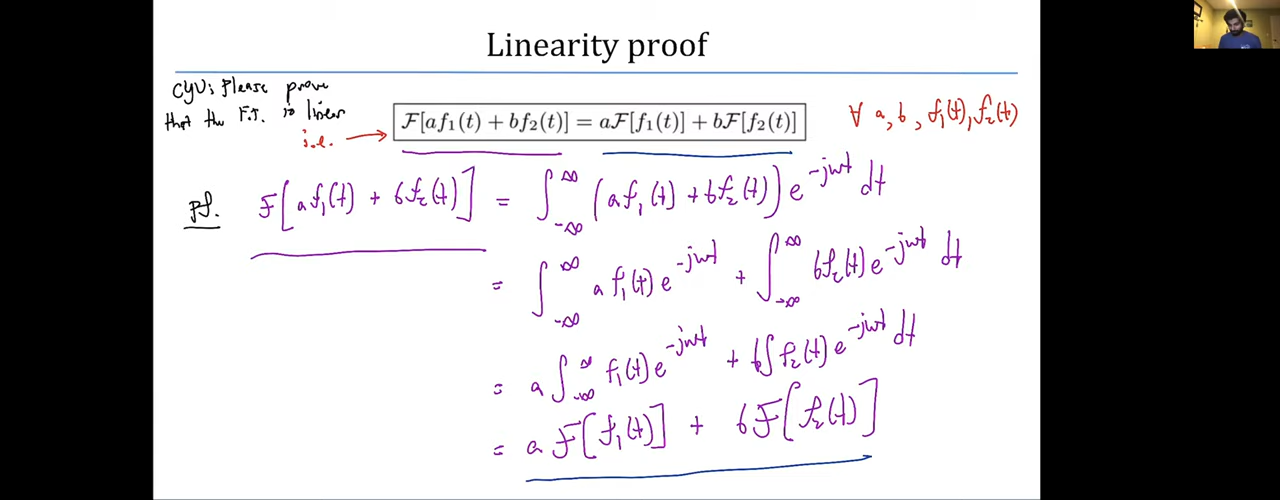 Linearity proof
CYU: Please prove
that the F.T. is linear
i.e. →
F[af₁(t) + bf₂(t)] = aF[f₁(t)] + bF[f₂(t)]
∀ a, b, f₁(t), f₂(t)
Pf. F[af₁(t) + bf₂(t)] = ∫_{-∞}^{∞} (af₁(t) + bf₂(t)) e^{-jωt} dt
= ∫_{-∞}^{∞} a f₁(t) e^{-jωt} + ∫_{-∞}^{∞} bf₂(t) e^{-jωt} dt
= a ∫_{-∞}^{∞} f₁(t) e^{-jωt} + b∫ f₂(t) e^{-jωt} dt
= a F[f₁(t)] + bF[f₂(t)]